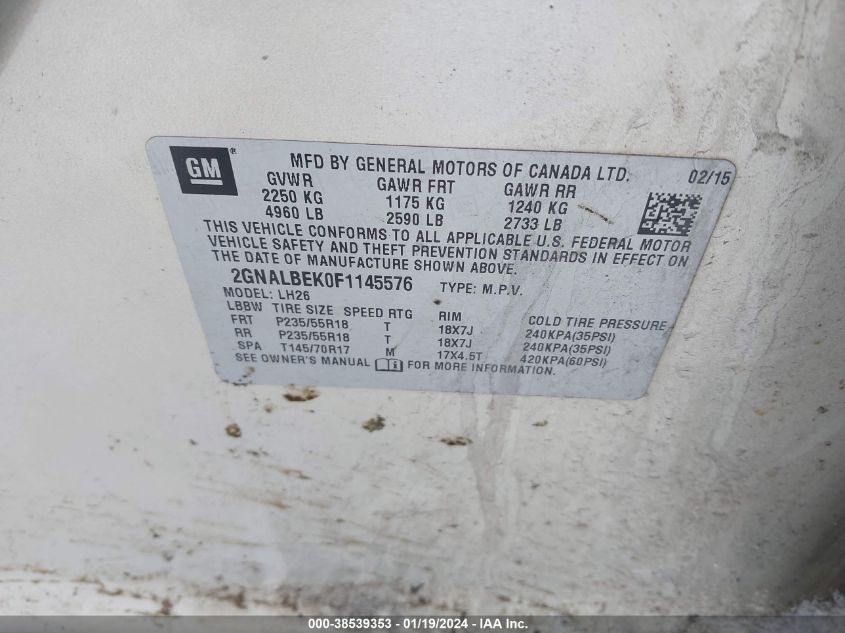 GM®
MFD BY GENERAL MOTORS OF CANADA LTD. 02/15
GVWR GAWR FRT GAWR RR
2250 KG 1175 KG 1240 KG
4960 LB 2590 LB 2733 LB
THIS VEHICLE CONFORMS TO ALL APPLICABLE U.S. FEDERAL MOTOR
VEHICLE SAFETY AND THEFT PREVENTION STANDARDS IN EFFECT ON
THE DATE OF MANUFACTURE SHOWN ABOVE.
2GNALBEK0F1145576 TYPE: M.P.V.
MODEL: LH26
LBBW TIRE SIZE SPEED RTG RIM COLD TIRE PRESSURE
FRT P235/55R18 T 18X7J 240KPA(35PSI)
RR P235/55R18 T 18X7J 240KPA(35PSI)
SPA T145/70R17 M 17X4.5T 420KPA(60PSI)
SEE OWNER'S MANUAL FOR MORE INFORMATION.
000-38539353 - 01/19/2024 - IAA Inc.